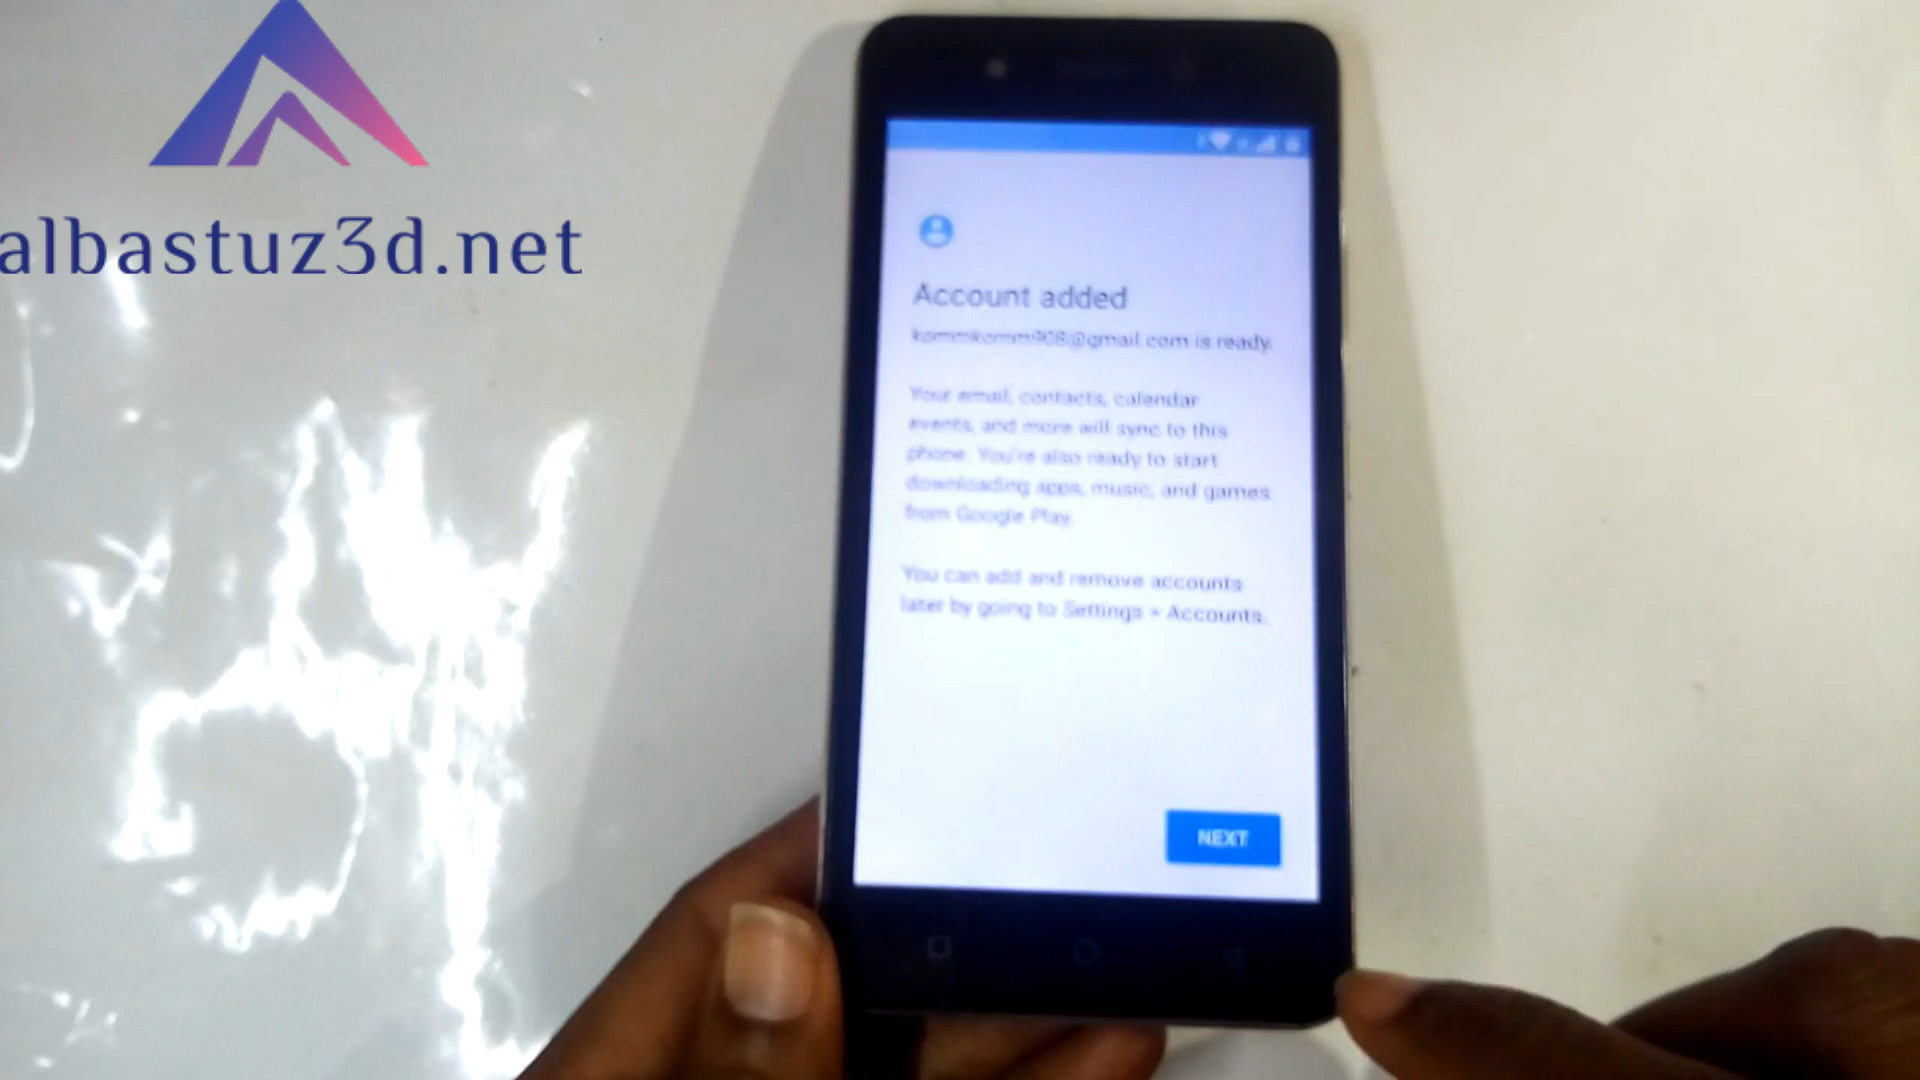 albastuz3d.net
Account added
@gmail.com is ready.
Your email, contacts, calendar
events, and more will sync to this
phone. You're also ready to start
downloading apps, music, and games
from Google Play.
You can add and remove accounts
later by going to Settings > Accounts.
NEXT